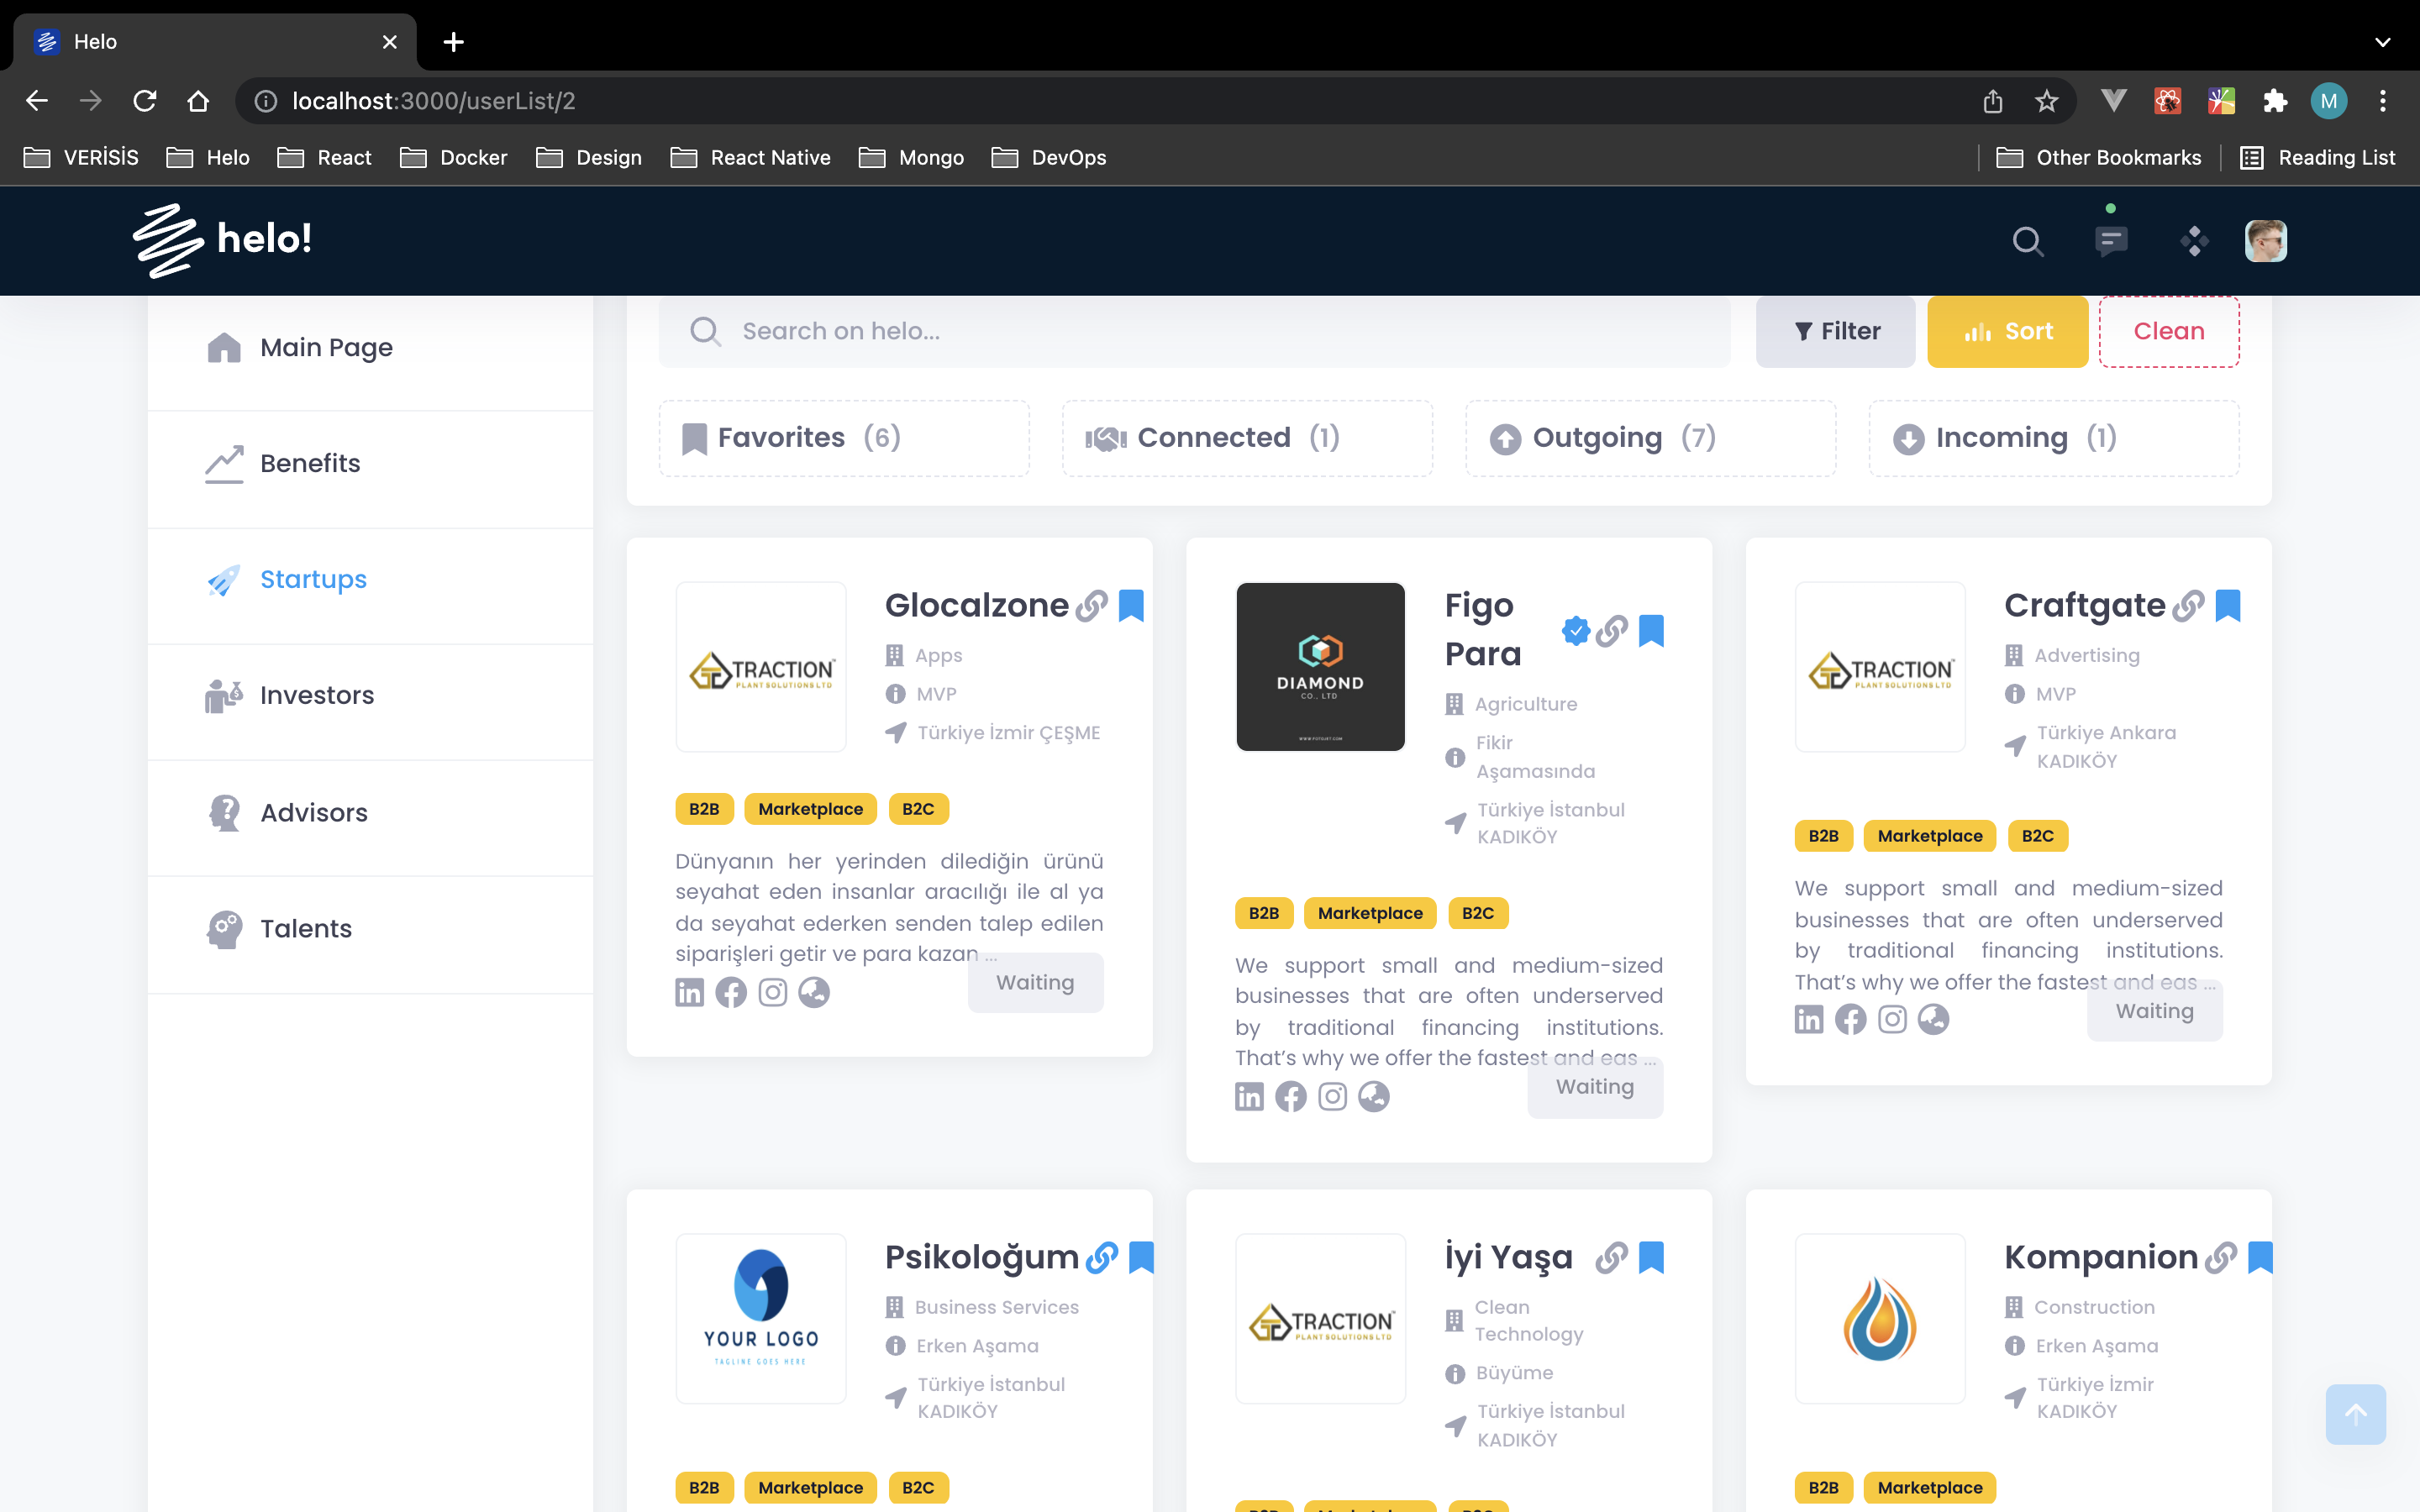 Helo
localhost:3000/userList/2
M
VERİSİS
Helo
React
Docker
Design
React Native
Mongo
DevOps
Other Bookmarks
Reading List
helo!
Main Page
Benefits
Startups
Investors
Advisors
Talents
Search on helo...
Filter
Sort
Clean
Favorites (6)
Connected (1)
Outgoing (7)
Incoming (1)
TRACTION
PLANT SOLUTIONS LTD
Glocalzone
Apps
MVP
Türkiye İzmir ÇEŞME
B2B
Marketplace
B2C
Dünyanın her yerinden dilediğin ürünü
seyahat eden insanlar aracılığı ile al ya
da seyahat ederken senden talep edilen
siparişleri getir ve para kazan ...
Waiting
DIAMOND
CO., LTD
Figo
Para
Agriculture
Fikir
Aşamasında
Türkiye İstanbul
KADIKÖY
B2B
Marketplace
B2C
We support small and medium-sized
businesses that are often underserved
by traditional financing institutions.
That's why we offer the fastest and eas ...
Waiting
TRACTION
PLANT SOLUTIONS LTD
Craftgate
Advertising
MVP
Türkiye Ankara
KADIKÖY
B2B
Marketplace
B2C
We support small and medium-sized
businesses that are often underserved
by traditional financing institutions.
That's why we offer the fastest and eas ...
Waiting
YOUR LOGO
TAGLINE GOES HERE
Psikoloğum
Business Services
Erken Aşama
Türkiye İstanbul
KADIKÖY
B2B
Marketplace
B2C
TRACTION
PLANT SOLUTIONS LTD
İyi Yaşa
Clean
Technology
Büyüme
Türkiye İstanbul
KADIKÖY
Kompanion
Construction
Erken Aşama
Türkiye İzmir
KADIKÖY
B2B
Marketplace